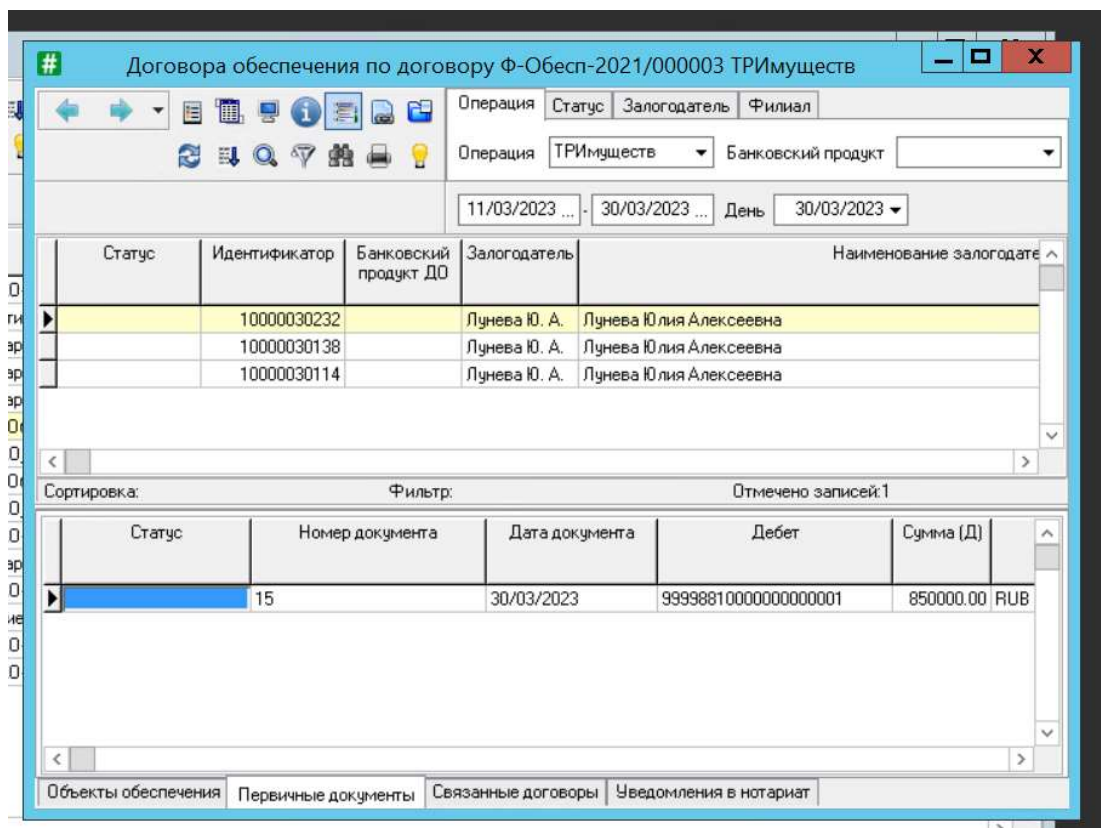 Договора обеспечения по договору Ф-Обесп-2021/000003 ТРИмуществ
Операция Статус Залогодатель Филиал
Операция ТРИмуществ Банковский продукт
11/03/2023 ... - 30/03/2023 ... День 30/03/2023
Статус Идентификатор Банковский продукт ДО Залогодатель Наименование залогодате
10000030232 Лунева Ю. А. Лунева Юлия Алексеевна
10000030138 Лунева Ю. А. Лунева Юлия Алексеевна
10000030114 Лунева Ю. А. Лунева Юлия Алексеевна
Сортировка: Фильтр: Отмечено записей:1
Статус Номер документа Дата документа Дебет Сумма (Д)
15 30/03/2023 99998810000000000001 850000.00 RUB
Объекты обеспечения Первичные документы Связанные договоры Уведомления в нотариат